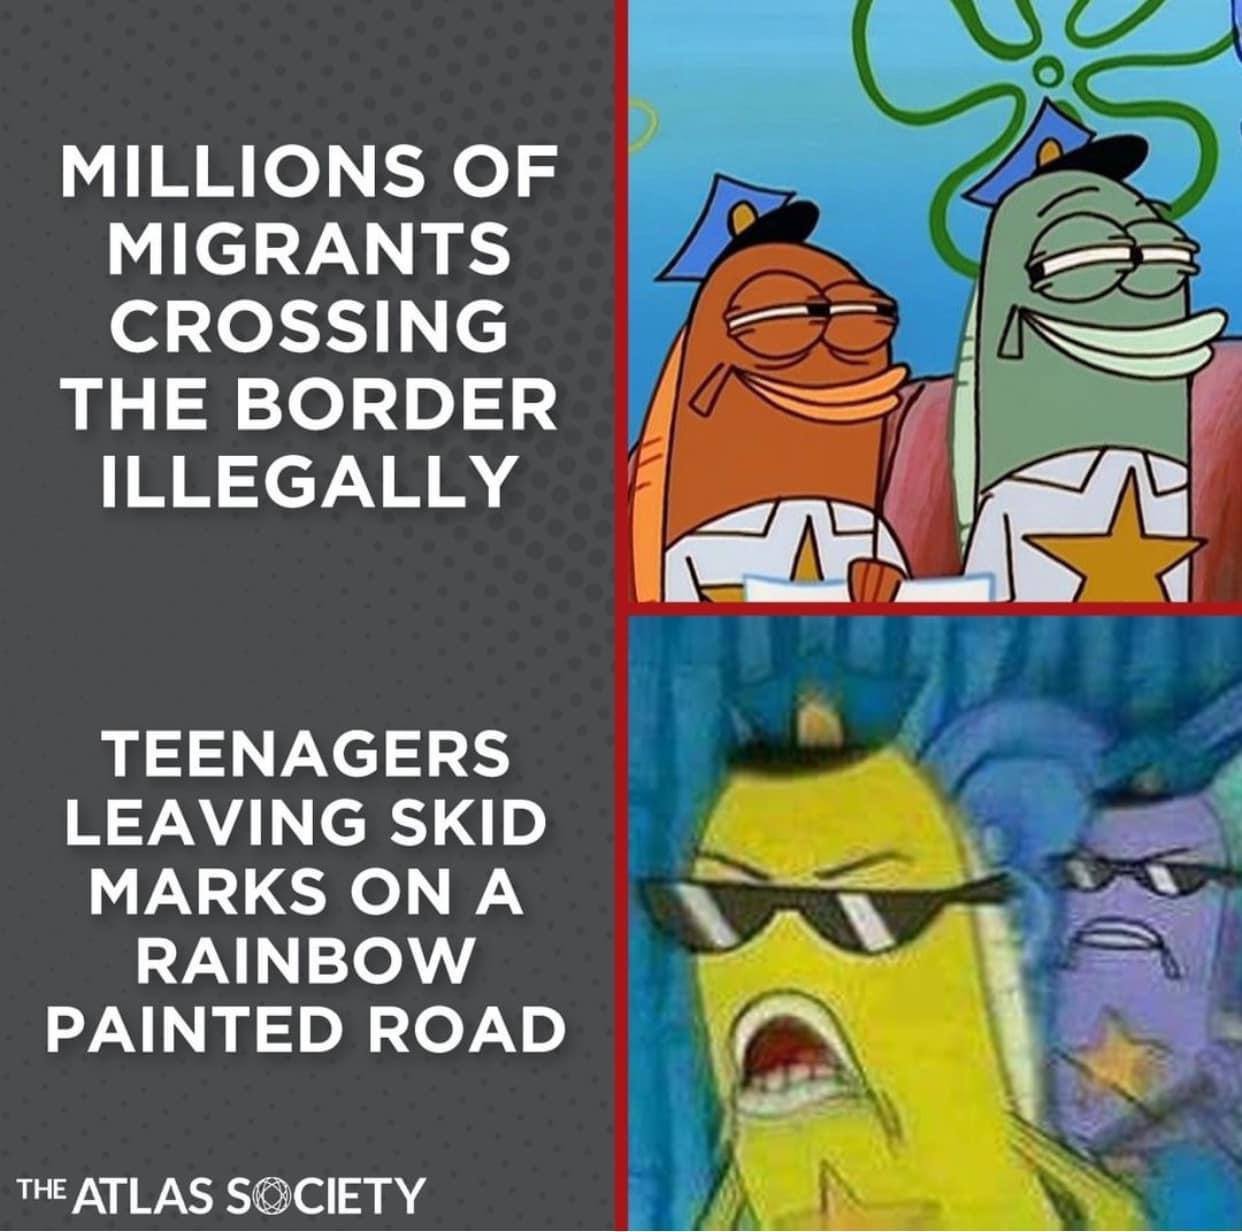 MILLIONS OF
MIGRANTS
CROSSING
THE BORDER
ILLEGALLY
TEENAGERS
LEAVING SKID
MARKS ON A
RAINBOW
PAINTED ROAD
THE ATLAS SOCIETY